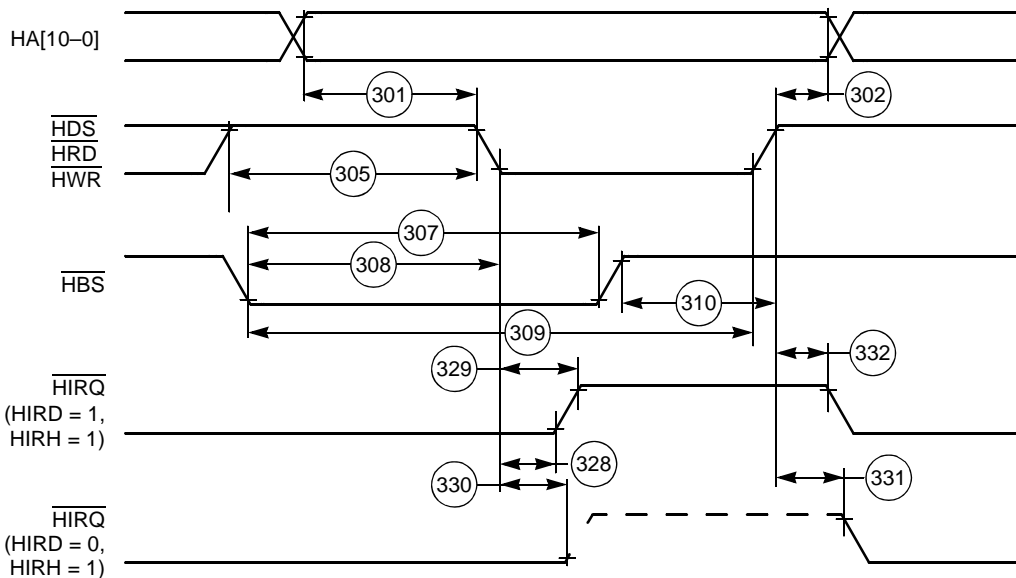 HA[10–0]
301
302
HDS
HRD
HWR
305
307
308
HBS
310
309
329
332
HIRQ
(HIRD = 1,
HIRH = 1)
328
330
331
HIRQ
(HIRD = 0,
HIRH = 1)